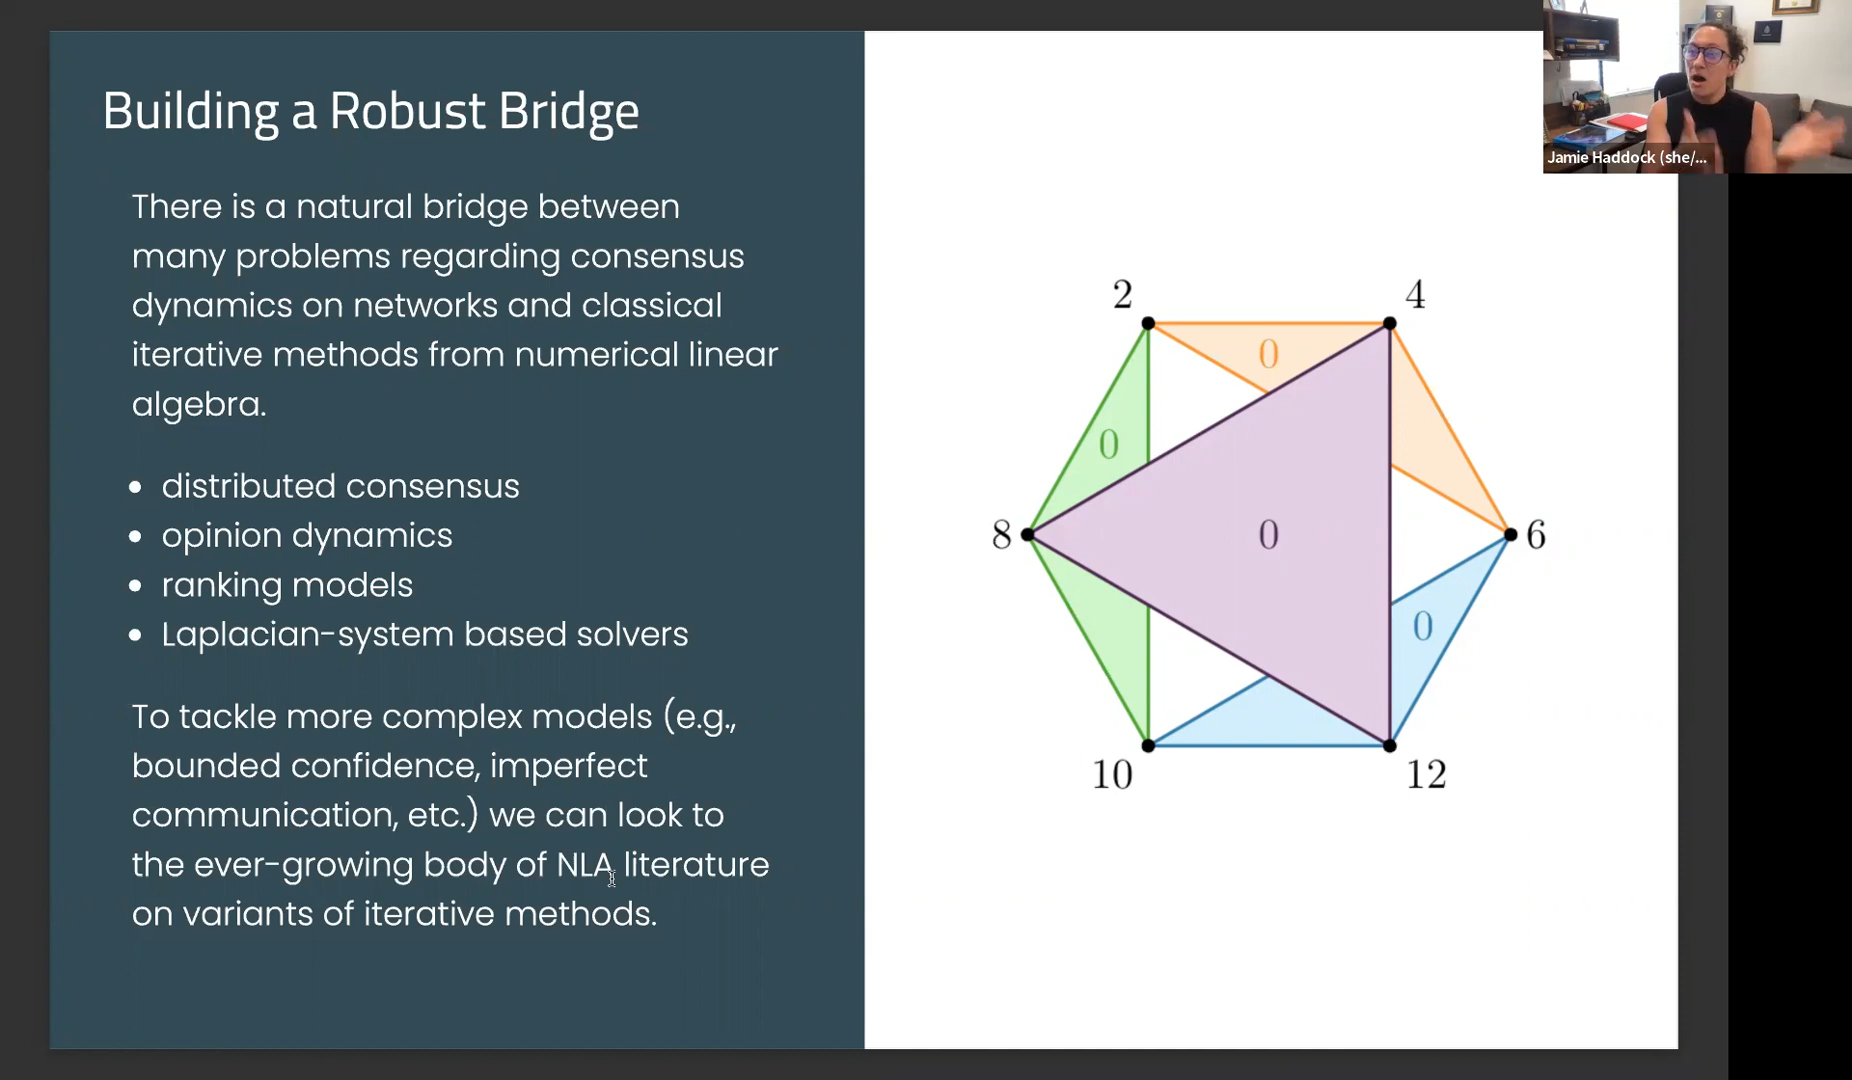 Building a Robust Bridge
There is a natural bridge between
many problems regarding consensus
dynamics on networks and classical
iterative methods from numerical linear
algebra.
• distributed consensus
• opinion dynamics
• ranking models
• Laplacian-system based solvers
To tackle more complex models (e.g.,
bounded confidence, imperfect
communication, etc.) we can look to
the ever-growing body of NLA literature
on variants of iterative methods.
2
4
0
0
8
0
6
0
10
12
Jamie Haddock (she/...